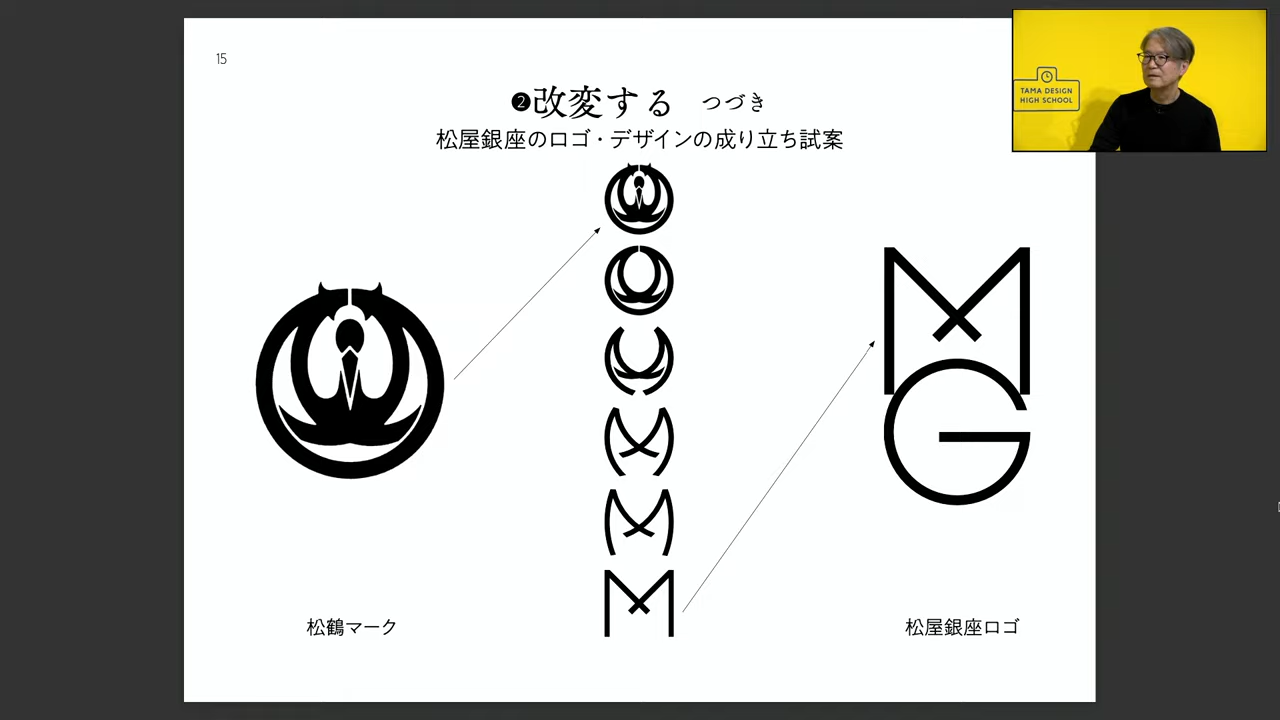 15
❷改変する つづき
松屋銀座のロゴ・デザインの成り立ち試案
松鶴マーク
松屋銀座ロゴ
TAMA DESIGN
HIGH SCHOOL
MG